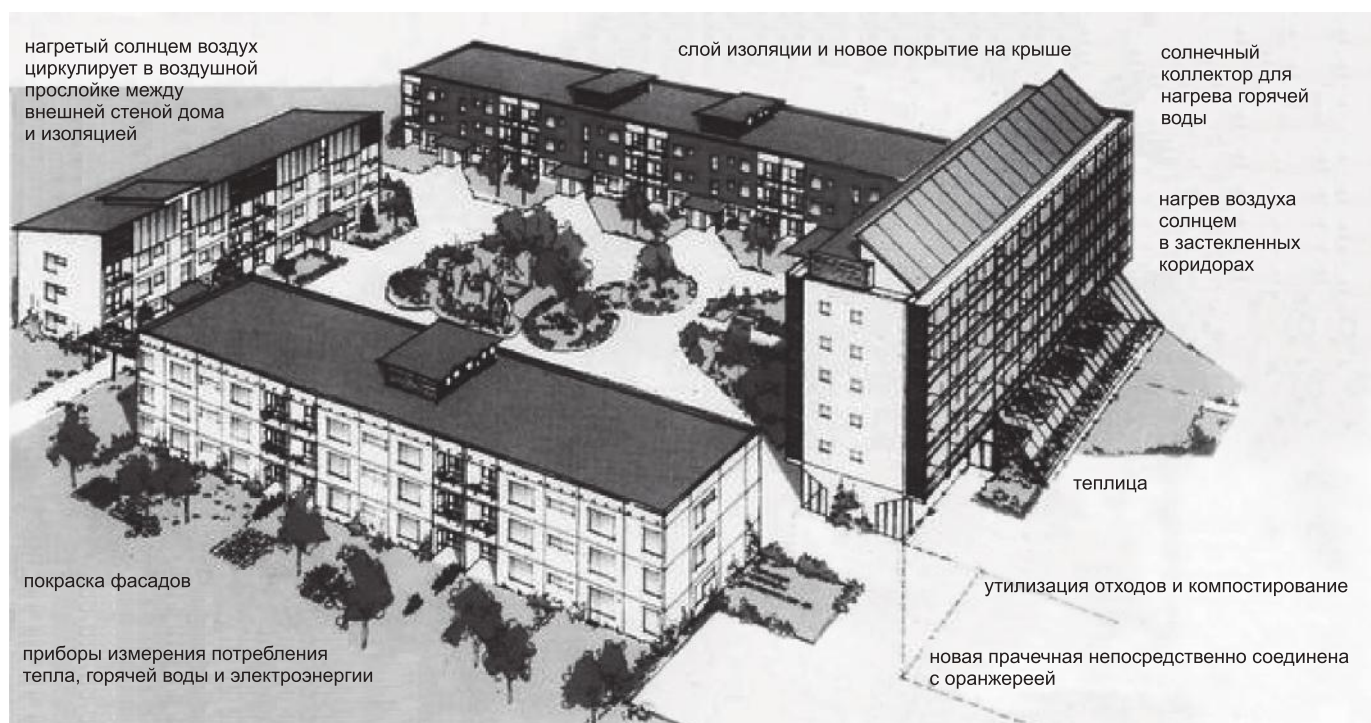 нагретый солнцем воздух
циркулирует в воздушной
прослойке между
внешней стеной дома
и изоляцией
слой изоляции и новое покрытие на крыше
солнечный
коллектор для
нагрева горячей
воды
нагрев воздуха
солнцем
в застекленных
коридорах
теплица
покраска фасадов
утилизация отходов и компостирование
приборы измерения потребления
тепла, горячей воды и электроэнергии
новая прачечная непосредственно соединена
с оранжереей